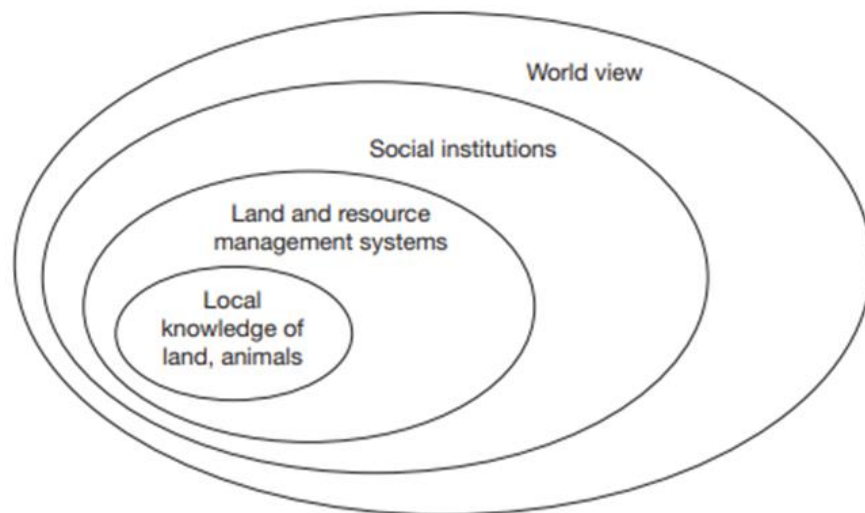 World view
Social institutions
Land and resource
management systems
Local
knowledge of
land, animals